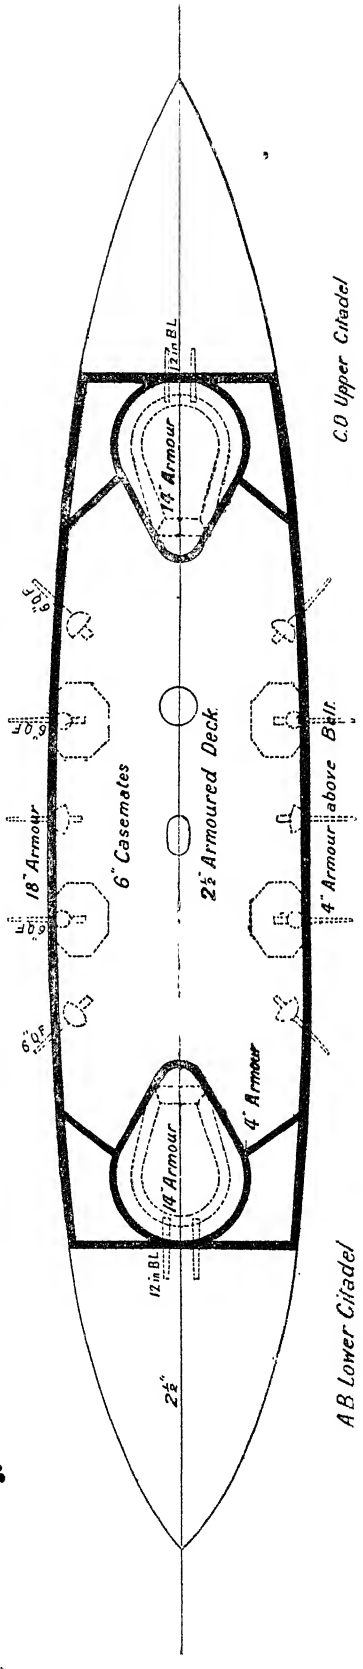 12 in BL
14" Armour
6" Q.F
6" Q.F
18" Armour
6" Casemates
2½" Armoured Deck.
4" Armour above Belt.
6" Q.F
6" QF
14" Armour
4" Armour
12 in BL
2½"
C.D Upper Citadel
A B Lower Citadel